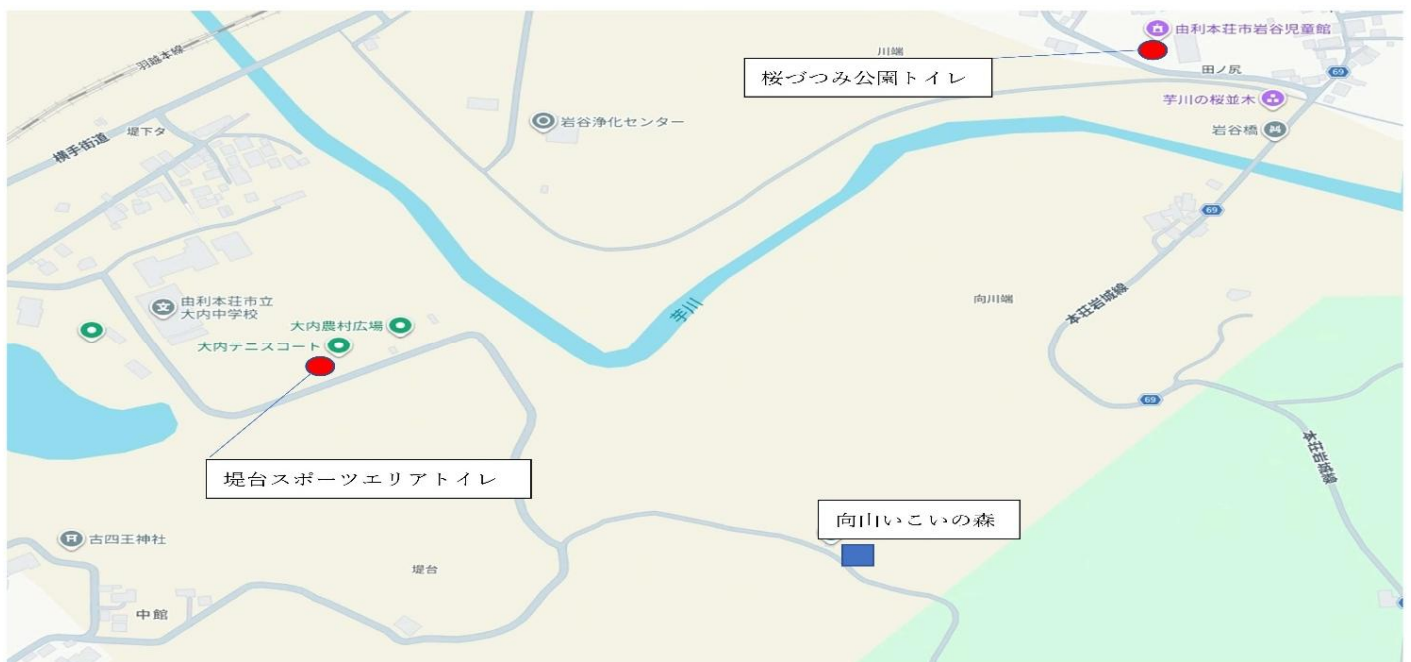 羽越本線
堤下タ
横手街道
岩谷浄化センター
川端
由利本荘市岩谷児童館
桜づつみ公園トイレ
田ノ尻
69
芋川の桜並木
岩谷橋
69
由利本荘市立
大内中学校
大内農村広場
大内テニスコート
芋川
向川端
本荘岩城線
69
本荘岩城線
堤台スポーツエリアトイレ
向山いこいの森
古四王神社
堤台
中館